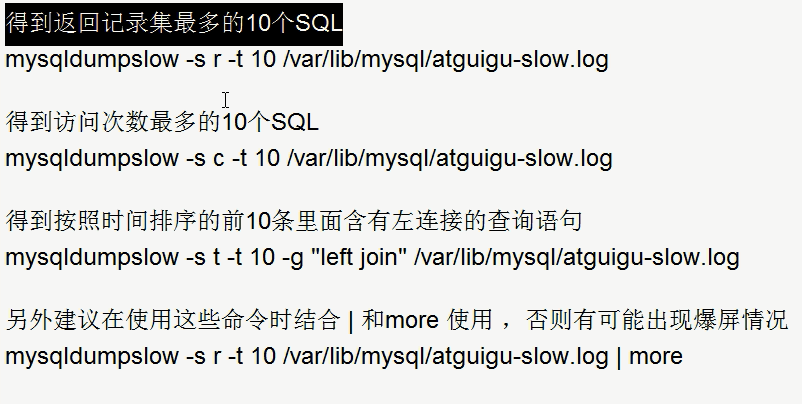 得到返回记录集最多的10个SQL
mysqldumpslow -s r -t 10 /var/lib/mysql/atguigu-slow.log
得到访问次数最多的10个SQL
mysqldumpslow -s c -t 10 /var/lib/mysql/atguigu-slow.log
得到按照时间排序的前10条里面含有左连接的查询语句
mysqldumpslow -s t -t 10 -g "left join" /var/lib/mysql/atguigu-slow.log
另外建议在使用这些命令时结合 | 和more 使用 ，否则有可能出现爆屏情况
mysqldumpslow -s r -t 10 /var/lib/mysql/atguigu-slow.log | more